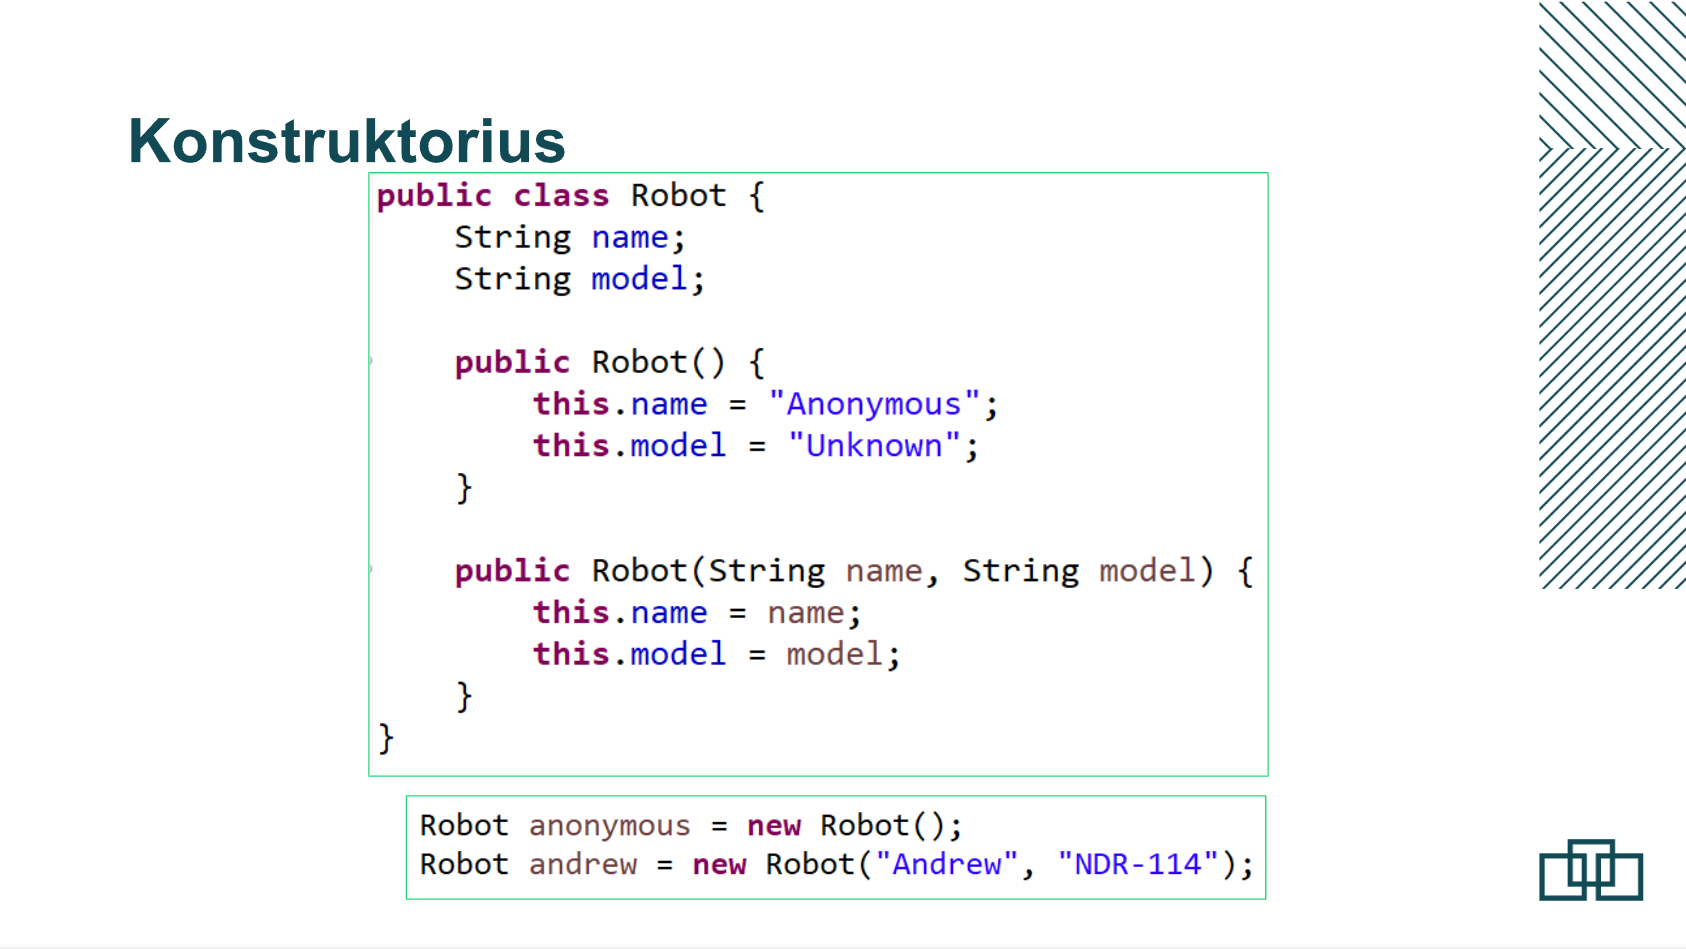 Konstruktorius
public class Robot {
String name;
String model;
public Robot() {
this.name = "Anonymous";
this.model = "Unknown";
}
public Robot(String name, String model) {
this.name = name;
this.model = model;
}
}
Robot anonymous = new Robot();
Robot andrew = new Robot("Andrew", "NDR-114");